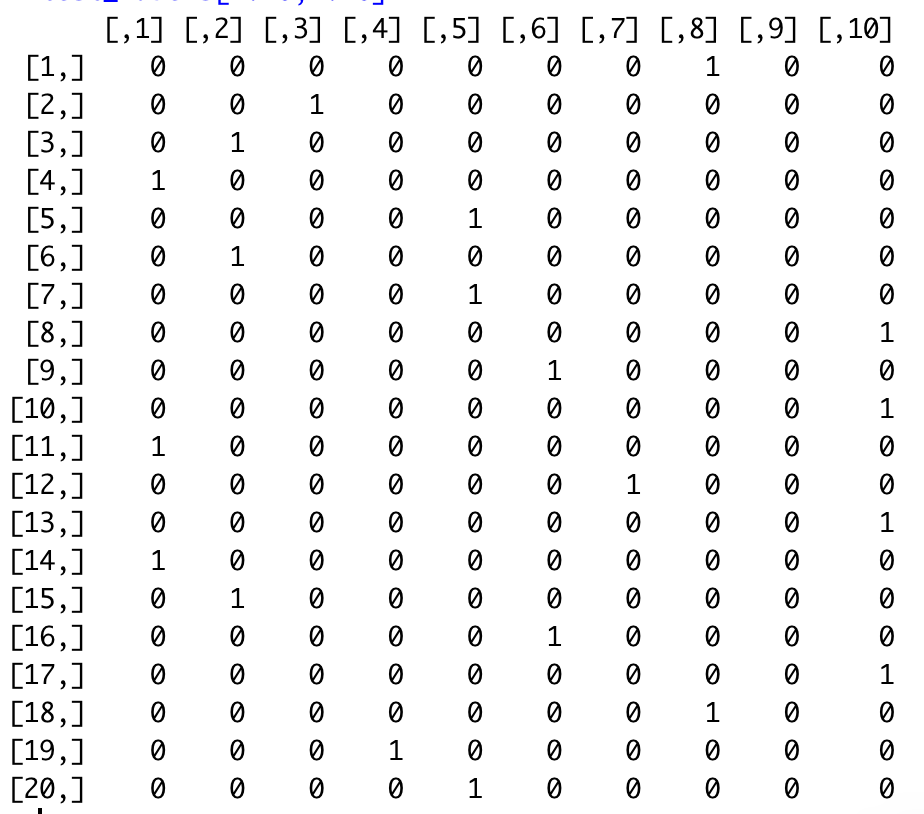 [,1] [,2] [,3] [,4] [,5] [,6] [,7] [,8] [,9] [,10]
[1,] 0 0 0 0 0 0 0 1 0 0
[2,] 0 0 1 0 0 0 0 0 0 0
[3,] 0 1 0 0 0 0 0 0 0 0
[4,] 1 0 0 0 0 0 0 0 0 0
[5,] 0 0 0 0 1 0 0 0 0 0
[6,] 0 1 0 0 0 0 0 0 0 0
[7,] 0 0 0 0 1 0 0 0 0 0
[8,] 0 0 0 0 0 0 0 0 0 1
[9,] 0 0 0 0 0 1 0 0 0 0
[10,] 0 0 0 0 0 0 0 0 0 1
[11,] 1 0 0 0 0 0 0 0 0 0
[12,] 0 0 0 0 0 0 1 0 0 0
[13,] 0 0 0 0 0 0 0 0 0 1
[14,] 1 0 0 0 0 0 0 0 0 0
[15,] 0 1 0 0 0 0 0 0 0 0
[16,] 0 0 0 0 0 1 0 0 0 0
[17,] 0 0 0 0 0 0 0 0 0 1
[18,] 0 0 0 0 0 0 0 1 0 0
[19,] 0 0 0 1 0 0 0 0 0 0
[20,] 0 0 0 0 1 0 0 0 0 0